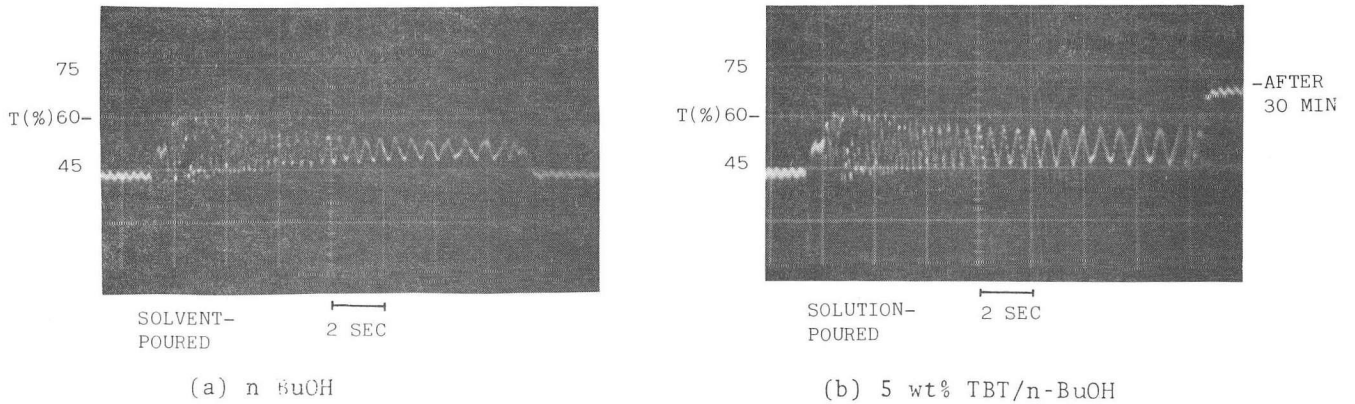 75
T(%)60-
45
SOLVENT-
POURED
2 SEC
(a) n BuOH
75
T(%)60-
45
-AFTER
30 MIN
SOLUTION-
POURED
2 SEC
(b) 5 wt% TBT/n-BuOH